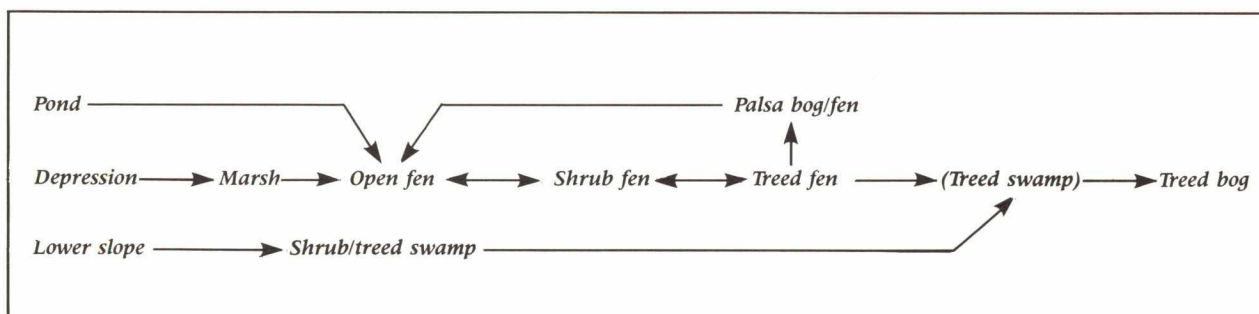 Pond Palsa bog/fen
Depression Marsh Open fen Shrub fen Treed fen (Treed swamp) Treed bog
Lower slope Shrub/treed swamp